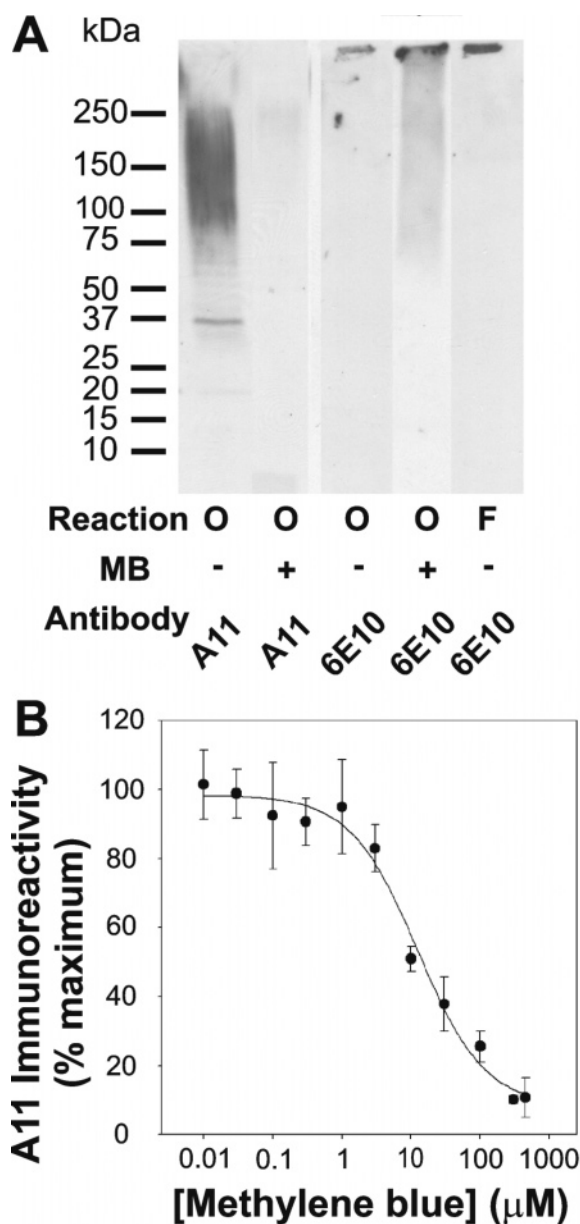 A kDa
250
150
100
75
50
37
25
20
15
10
Reaction O O O O F
MB - + - + -
Antibody A11 A11 6E10 6E10 6E10
B
A11 Immunoreactivity
(% maximum)
120
100
80
60
40
20
0
0.01 0.1 1 10 100 1000
[Methylene blue] (μM)